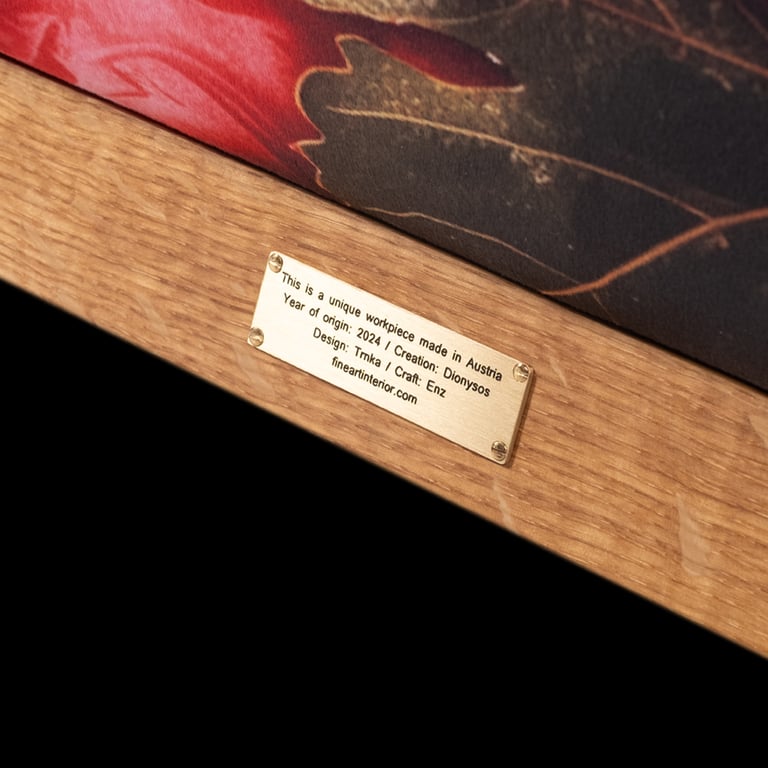 This is a unique workpiece made in Austria
Year of origin: 2024 / Creation: Dionysos
Design: Trnka / Craft: Enz
fineartinterior.com